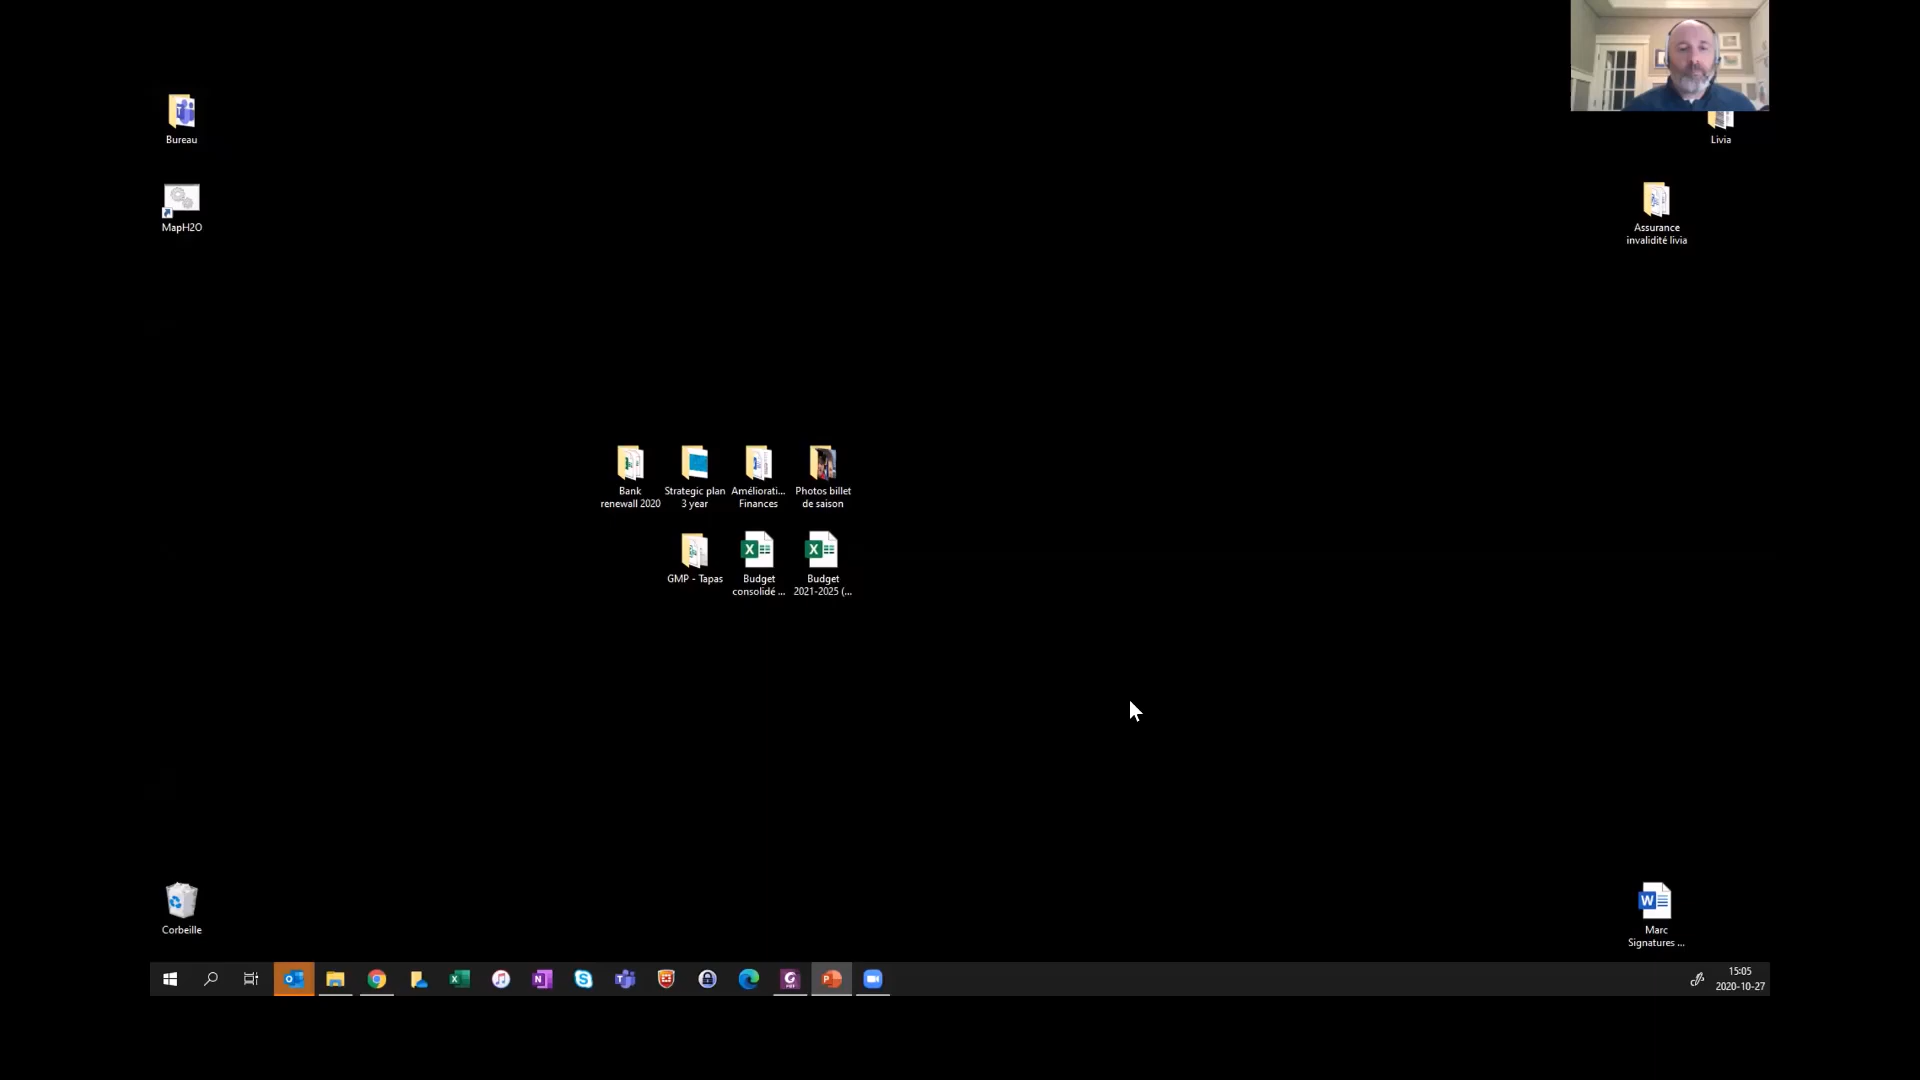 Bureau
Livia
MapH2O
Assurance
invalidité livia
Bank
renewall 2020
Strategic plan
3 year
Améliorati...
Finances
Photos billet
de saison
GMP - Tapas
Budget
consolidé ...
Budget
2021-2025 (...
Corbeille
Marc
Signatures ...
15:05
2020-10-27